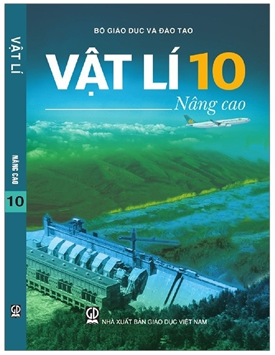 BỘ GIÁO DỤC VÀ ĐÀO TẠO
VẬT LÍ 10
Nâng cao
NHÀ XUẤT BẢN GIÁO DỤC VIỆT NAM
VẬT LÍ
NÂNG CAO
10